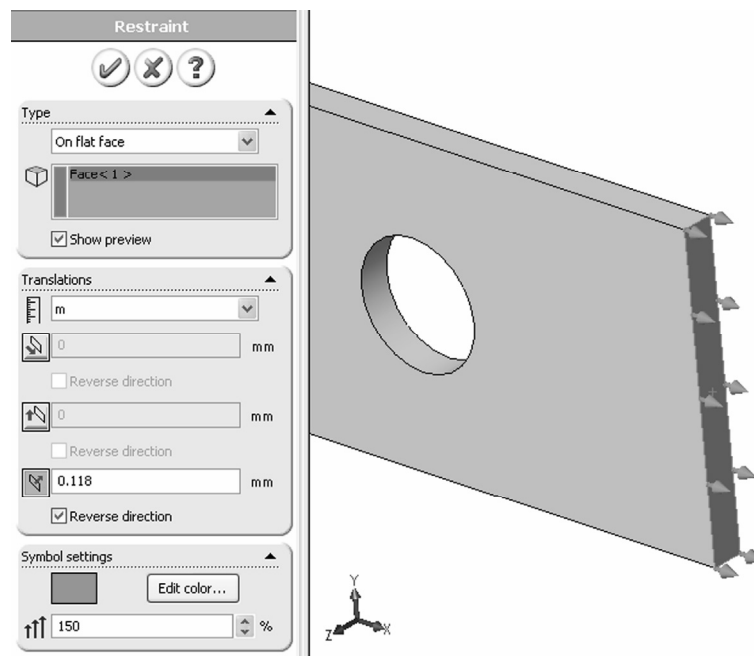 Restraint
?
Type
On flat face
Face< 1 >
Show preview
Translations
m
0 mm
Reverse direction
0 mm
Reverse direction
0.118 mm
Reverse direction
Symbol settings
Edit color...
150 %
Y
Z X